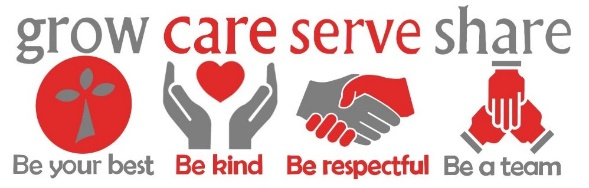 grow care serve share
Be your best Be kind Be respectful Be a team